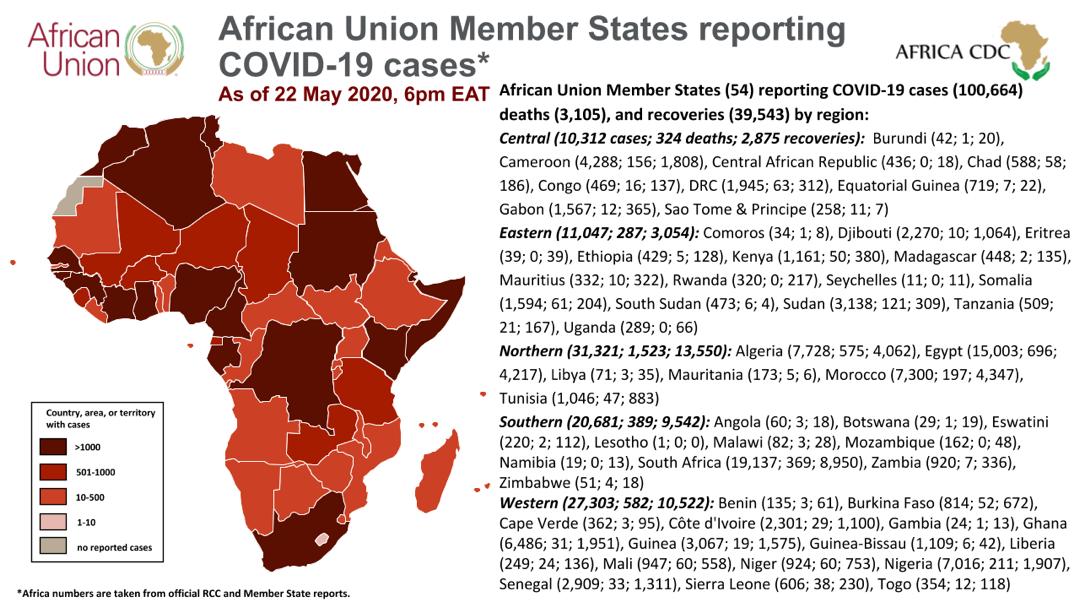 African
Union
African Union Member States reporting
COVID-19 cases*
As of 22 May 2020, 6pm EAT
AFRICA CDC
African Union Member States (54) reporting COVID-19 cases (100,664)
deaths (3,105), and recoveries (39,543) by region:
Central (10,312 cases; 324 deaths; 2,875 recoveries): Burundi (42; 1; 20),
Cameroon (4,288; 156; 1,808), Central African Republic (436; 0; 18), Chad (588; 58;
186), Congo (469; 16; 137), DRC (1,945; 63; 312), Equatorial Guinea (719; 7; 22),
Gabon (1,567; 12; 365), Sao Tome & Principe (258; 11; 7)
Eastern (11,047; 287; 3,054): Comoros (34; 1; 8), Djibouti (2,270; 10; 1,064), Eritrea
(39; 0; 39), Ethiopia (429; 5; 128), Kenya (1,161; 50; 380), Madagascar (448; 2; 135),
Mauritius (332; 10; 322), Rwanda (320; 0; 217), Seychelles (11; 0; 11), Somalia
(1,594; 61; 204), South Sudan (473; 6; 4), Sudan (3,138; 121; 309), Tanzania (509;
21; 167), Uganda (289; 0; 66)
Northern (31,321; 1,523; 13,550): Algeria (7,728; 575; 4,062), Egypt (15,003; 696;
4,217), Libya (71; 3; 35), Mauritania (173; 5; 6), Morocco (7,300; 197; 4,347),
Tunisia (1,046; 47; 883)
Southern (20,681; 389; 9,542): Angola (60; 3; 18), Botswana (29; 1; 19), Eswatini
(220; 2; 112), Lesotho (1; 0; 0), Malawi (82; 3; 28), Mozambique (162; 0; 48),
Namibia (19; 0; 13), South Africa (19,137; 369; 8,950), Zambia (920; 7; 336),
Zimbabwe (51; 4; 18)
Western (27,303; 582; 10,522): Benin (135; 3; 61), Burkina Faso (814; 52; 672),
Cape Verde (362; 3; 95), Côte d'Ivoire (2,301; 29; 1,100), Gambia (24; 1; 13), Ghana
(6,486; 31; 1,951), Guinea (3,067; 19; 1,575), Guinea-Bissau (1,109; 6; 42), Liberia
(249; 24; 136), Mali (947; 60; 558), Niger (924; 60; 753), Nigeria (7,016; 211; 1,907),
Senegal (2,909; 33; 1,311), Sierra Leone (606; 38; 230), Togo (354; 12; 118)
Country, area, or territory
with cases
>1000
501-1000
10-500
1-10
no reported cases
*Africa numbers are taken from official RCC and Member State reports.